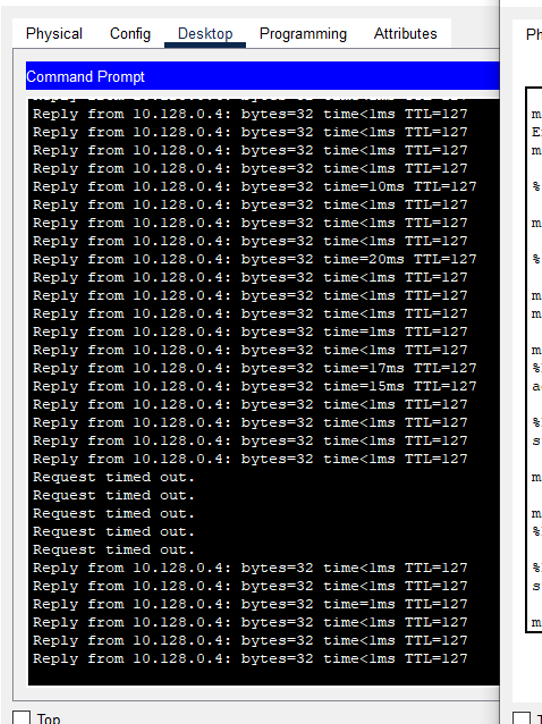 Physical Config Desktop Programming Attributes
Command Prompt
Reply from 10.128.0.4: bytes=32 time<1ms TTL=127
Reply from 10.128.0.4: bytes=32 time<1ms TTL=127
Reply from 10.128.0.4: bytes=32 time<1ms TTL=127
Reply from 10.128.0.4: bytes=32 time<1ms TTL=127
Reply from 10.128.0.4: bytes=32 time<1ms TTL=127
Reply from 10.128.0.4: bytes=32 time=10ms TTL=127
Reply from 10.128.0.4: bytes=32 time<1ms TTL=127
Reply from 10.128.0.4: bytes=32 time<1ms TTL=127
Reply from 10.128.0.4: bytes=32 time<1ms TTL=127
Reply from 10.128.0.4: bytes=32 time=20ms TTL=127
Reply from 10.128.0.4: bytes=32 time<1ms TTL=127
Reply from 10.128.0.4: bytes=32 time<1ms TTL=127
Reply from 10.128.0.4: bytes=32 time<1ms TTL=127
Reply from 10.128.0.4: bytes=32 time=1ms TTL=127
Reply from 10.128.0.4: bytes=32 time<1ms TTL=127
Reply from 10.128.0.4: bytes=32 time=17ms TTL=127
Reply from 10.128.0.4: bytes=32 time=15ms TTL=127
Reply from 10.128.0.4: bytes=32 time<1ms TTL=127
Reply from 10.128.0.4: bytes=32 time<1ms TTL=127
Reply from 10.128.0.4: bytes=32 time<1ms TTL=127
Reply from 10.128.0.4: bytes=32 time<1ms TTL=127
Request timed out.
Request timed out.
Request timed out.
Request timed out.
Request timed out.
Reply from 10.128.0.4: bytes=32 time<1ms TTL=127
Reply from 10.128.0.4: bytes=32 time<1ms TTL=127
Reply from 10.128.0.4: bytes=32 time=1ms TTL=127
Reply from 10.128.0.4: bytes=32 time<1ms TTL=127
Reply from 10.128.0.4: bytes=32 time<1ms TTL=127
Reply from 10.128.0.4: bytes=32 time<1ms TTL=127
Top